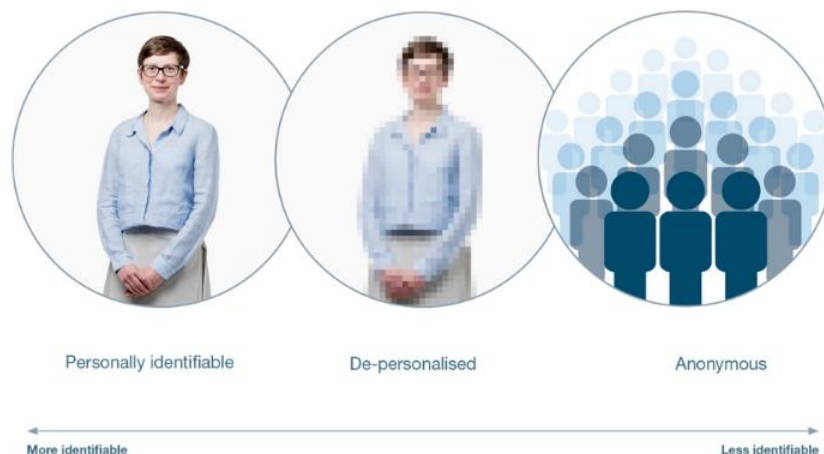 Personally identifiable
De-personalised
Anonymous
More identifiable
Less identifiable